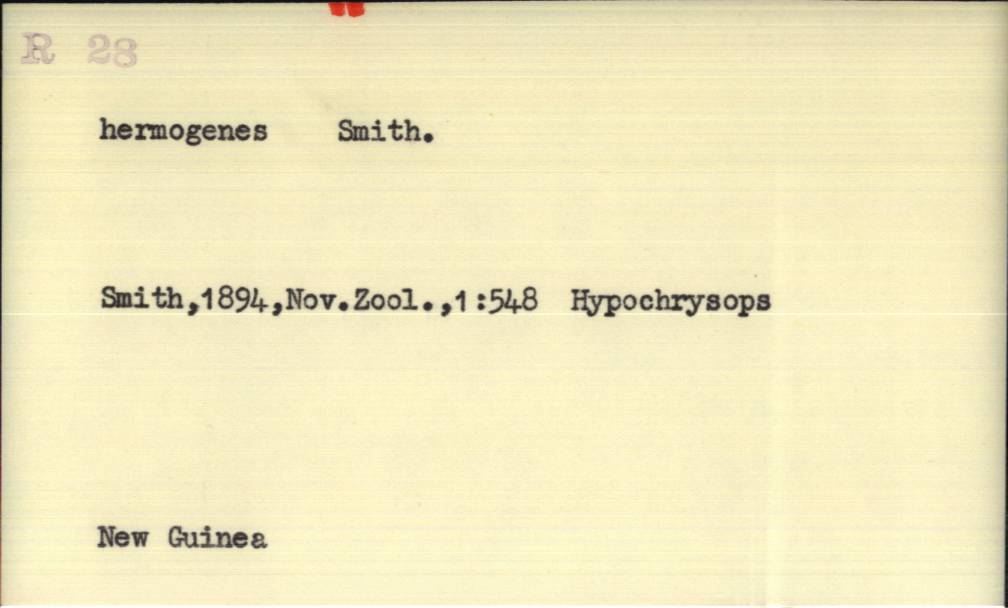 R 28
hermogenes Smith.
Smith,1894,Nov.Zool.,1:548 Hypochrysops
New Guinea